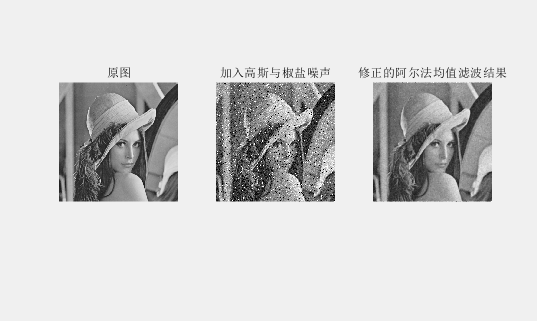 原图
加入高斯与椒盐噪声
修正的阿尔法均值滤波结果